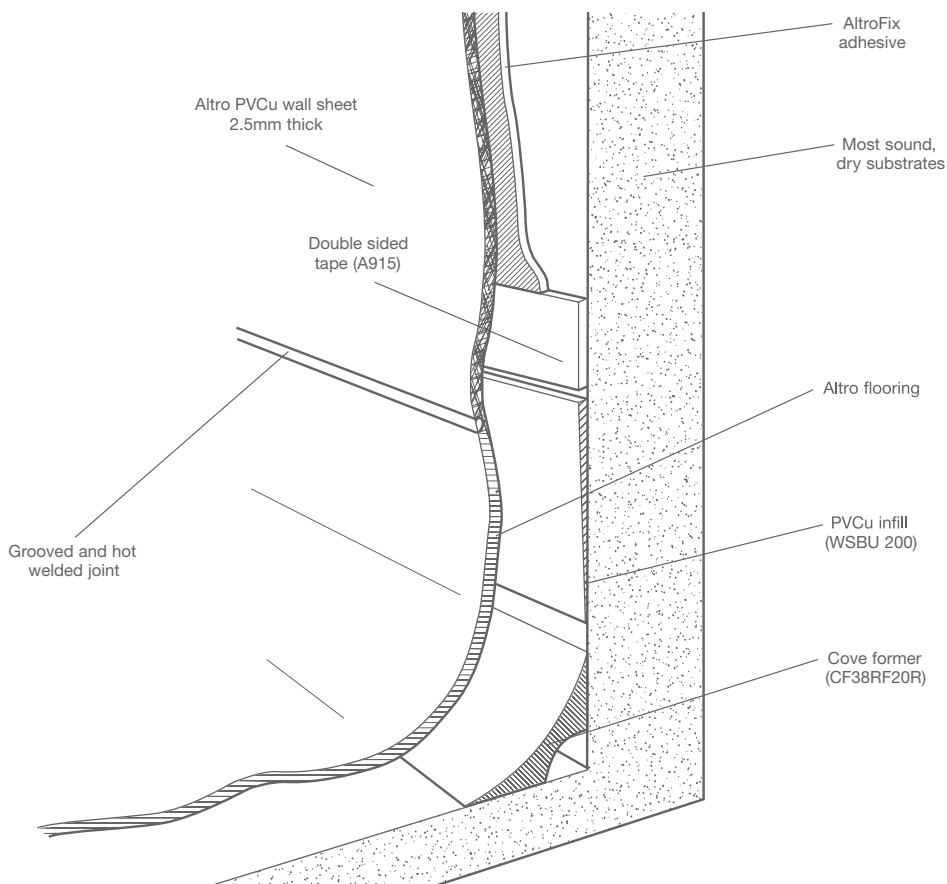 AltroFix
adhesive
Altro PVCu wall sheet
2.5mm thick
Most sound,
dry substrates
Double sided
tape (A915)
Altro flooring
Grooved and hot
welded joint
PVCu infill
(WSBU 200)
Cove former
(CF38RF20R)